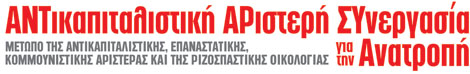 ΑΝΤικαπιταλιστική ΑΡιστερή ΣΥνεργασία
για την Ανατροπή
ΜΕΤΩΠΟ ΤΗΣ ΑΝΤΙΚΑΠΙΤΑΛΙΣΤΙΚΗΣ, ΕΠΑΝΑΣΤΑΤΙΚΗΣ,
ΚΟΜΜΟΥΝΙΣΤΙΚΗΣ ΑΡΙΣΤΕΡΑΣ ΚΑΙ ΤΗΣ ΡΙΖΟΣΠΑΣΤΙΚΗΣ ΟΙΚΟΛΟΓΙΑΣ